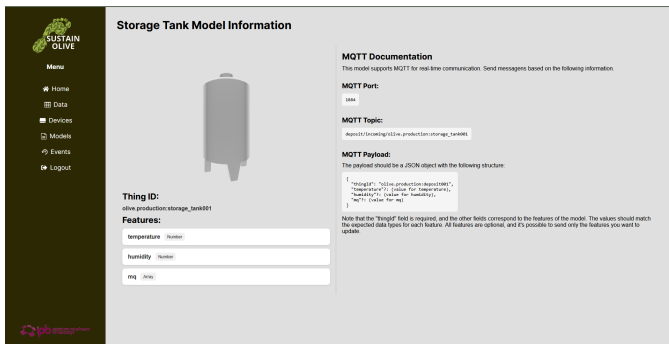 SUSTAIN
OLIVE
Menu
Home
Data
Devices
Models
Events
Logout
ipb
Storage Tank Model Information
Thing ID:
olive.production:storage_tank001
Features:
temperature Number
humidity Number
mq Array
MQTT Documentation
This model supports MQTT for real-time communication. Send messagens based on the following information.
MQTT Port:
1884
MQTT Topic:
deposit/incoming/olive.production:storage_tank001
MQTT Payload:
The payload should be a JSON object with the following structure:
{
"thingId": "olive.production:deposit001",
"temperature"?: {value for temperature},
"humidity"?: {value for humidity},
"mq"?: {value for mq}
}
Note that the "thingId" field is required, and the other fields correspond to the features of the model. The values should match
the expected data types for each feature. All features are optional, and it's possible to send only the features you want to
update.